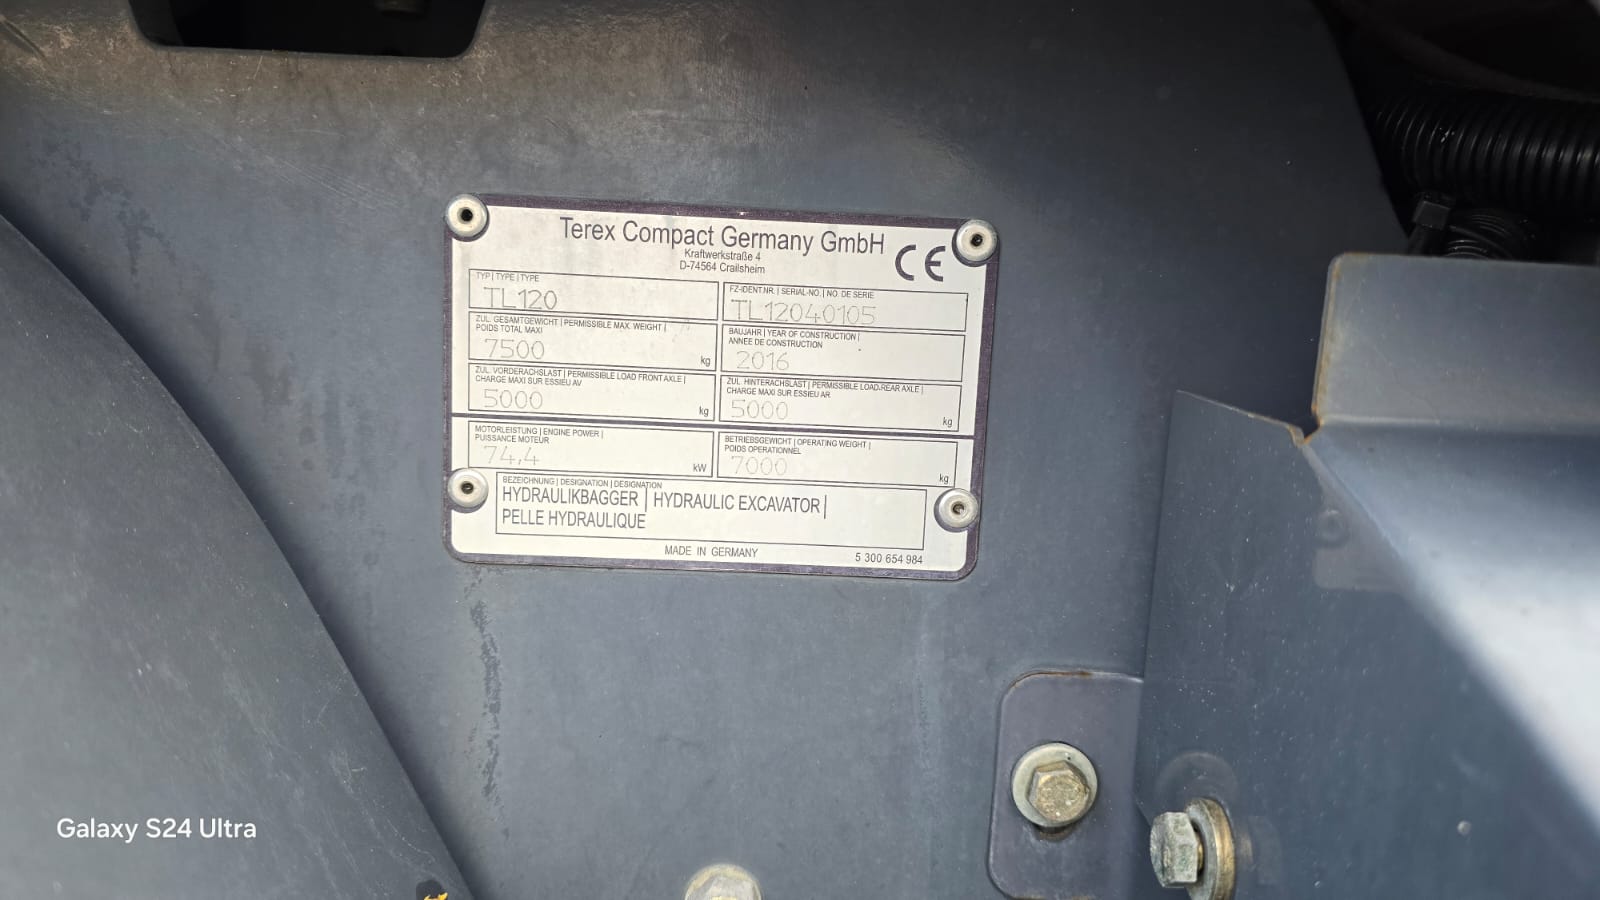 Terex Compact Germany GmbH
Kraftwerkstraße 4
D-74564 Crailsheim
CE
TYP | TYPE | TYPE
TL120
FZ-IDENT.NR. | SERIAL-NO. | NO. DE SERIE
TL12040105
ZUL. GESAMTGEWICHT | PERMISSIBLE MAX. WEIGHT |
POIDS TOTAL MAXI
7500 kg
BAUJAHR | YEAR OF CONSTRUCTION |
ANNEE DE CONSTRUCTION
2016
ZUL. VORDERACHSLAST | PERMISSIBLE LOAD FRONT AXLE |
CHARGE MAXI SUR ESSIEU AV
5000 kg
ZUL. HINTERACHSLAST | PERMISSIBLE LOAD-REAR AXLE |
CHARGE MAXI SUR ESSIEU AR
5000 kg
MOTORLEISTUNG | ENGINE POWER |
PUISSANCE MOTEUR
74,4 kW
BETRIEBSGEWICHT | OPERATING WEIGHT |
POIDS OPERATIONNEL
7000 kg
BEZEICHNUNG | DESIGNATION | DESIGNATION
HYDRAULIKBAGGER | HYDRAULIC EXCAVATOR |
PELLE HYDRAULIQUE
MADE IN GERMANY
5 300 654 984
Galaxy S24 Ultra